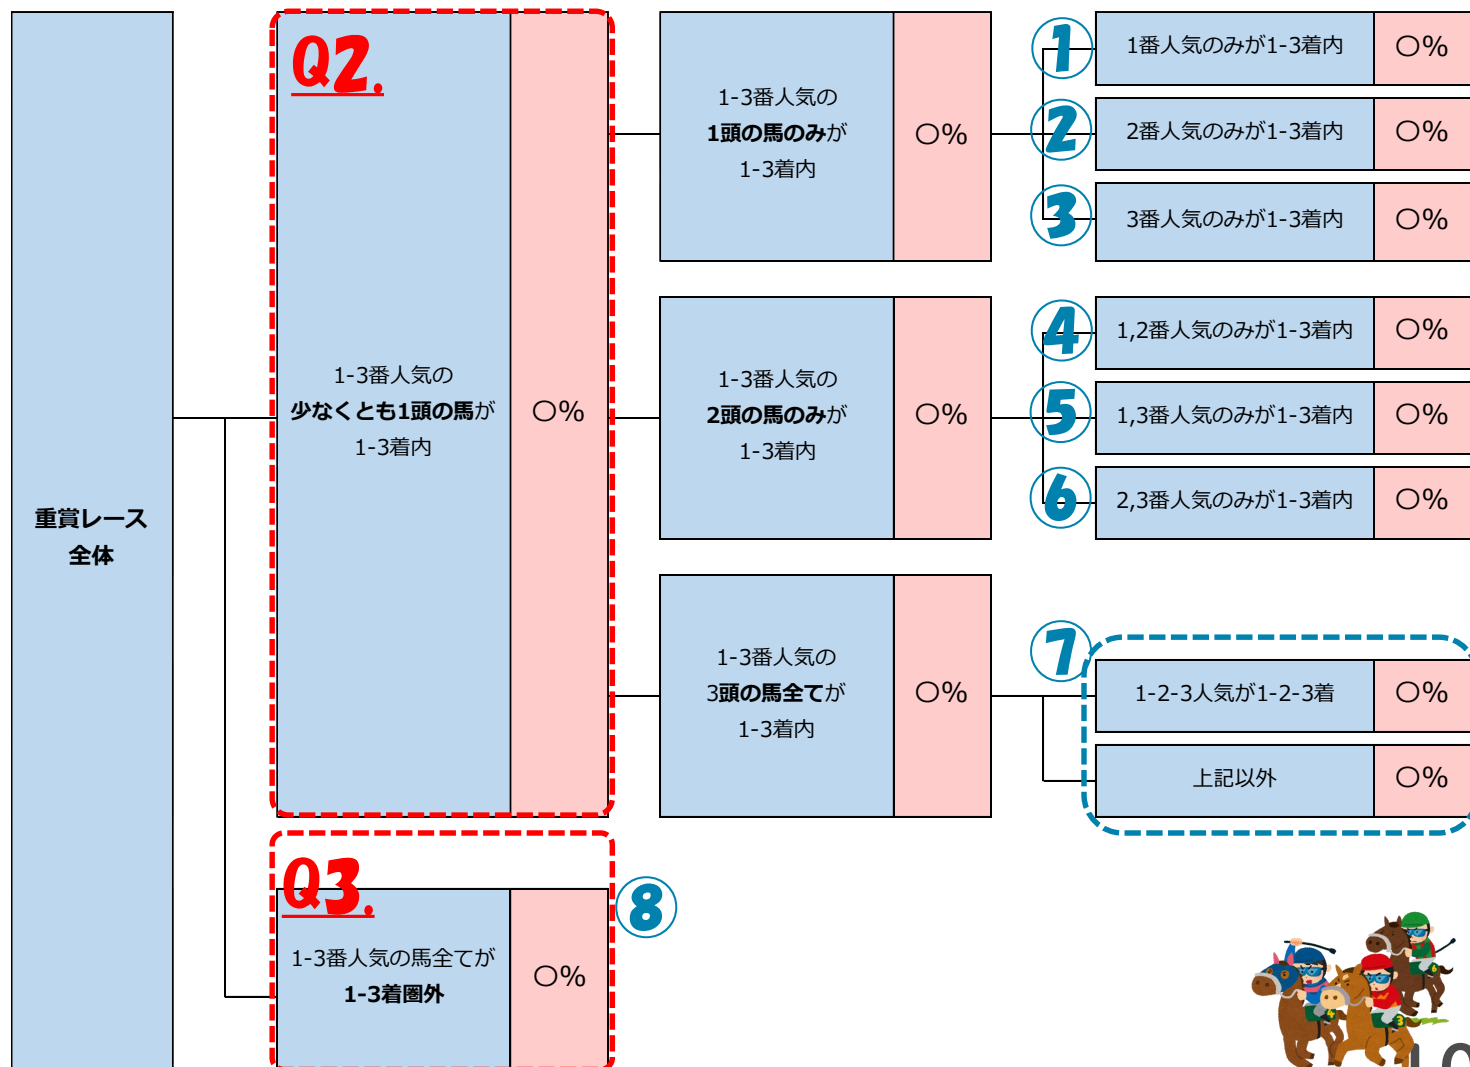 重賞レース
全体
Q2.
1-3番人気の
少なくとも1頭の馬が
1-3着内
〇%
Q3.
1-3番人気の馬全てが
1-3着圏外
〇%
⑧
1-3番人気の
1頭の馬のみが
1-3着内
〇%
① 1番人気のみが1-3着内 〇%
② 2番人気のみが1-3着内 〇%
③ 3番人気のみが1-3着内 〇%
1-3番人気の
2頭の馬のみが
1-3着内
〇%
④ 1,2番人気のみが1-3着内 〇%
⑤ 1,3番人気のみが1-3着内 〇%
⑥ 2,3番人気のみが1-3着内 〇%
1-3番人気の
3頭の馬全てが
1-3着内
〇%
⑦
1-2-3人気が1-2-3着 〇%
上記以外 〇%